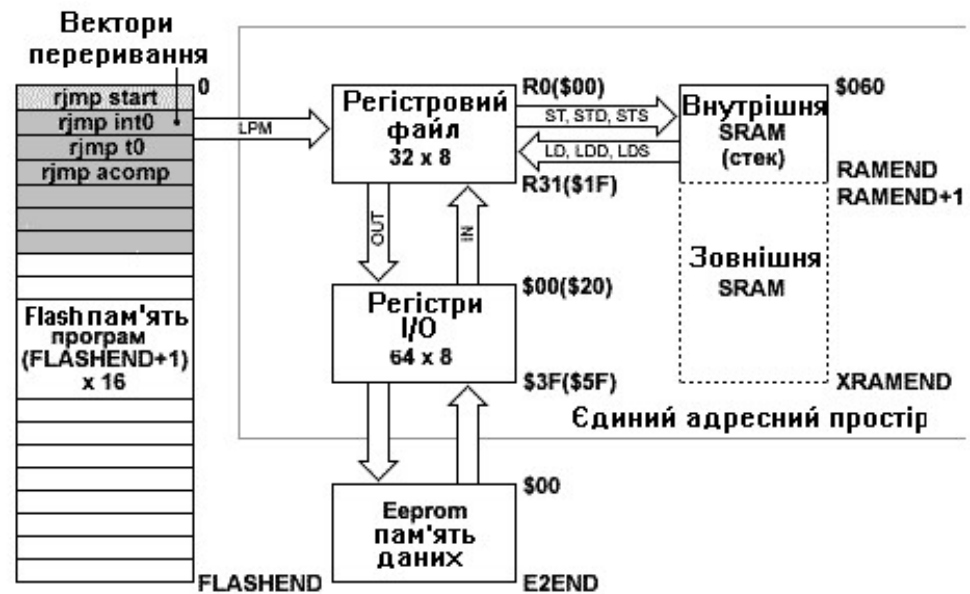 Вектори
переривання
0
rjmp start
rjmp int0
rjmp t0
rjmp acomp
Flash пам'ять
програм
(FLASHEND+1)
x 16
FLASHEND
LPM
Регістровий
файл
32 x 8
R0($00)
R31($1F)
ST, STD, STS
LD, LDD, LDS
Внутрішня
SRAM
(стек)
$060
RAMEND
RAMEND+1
Зовнішня
SRAM
XRAMEND
OUT
IN
Регістри
I/O
64 x 8
$00($20)
$3F($5F)
Єдиний адресний простір
Eeprom
пам'ять
даних
$00
E2END